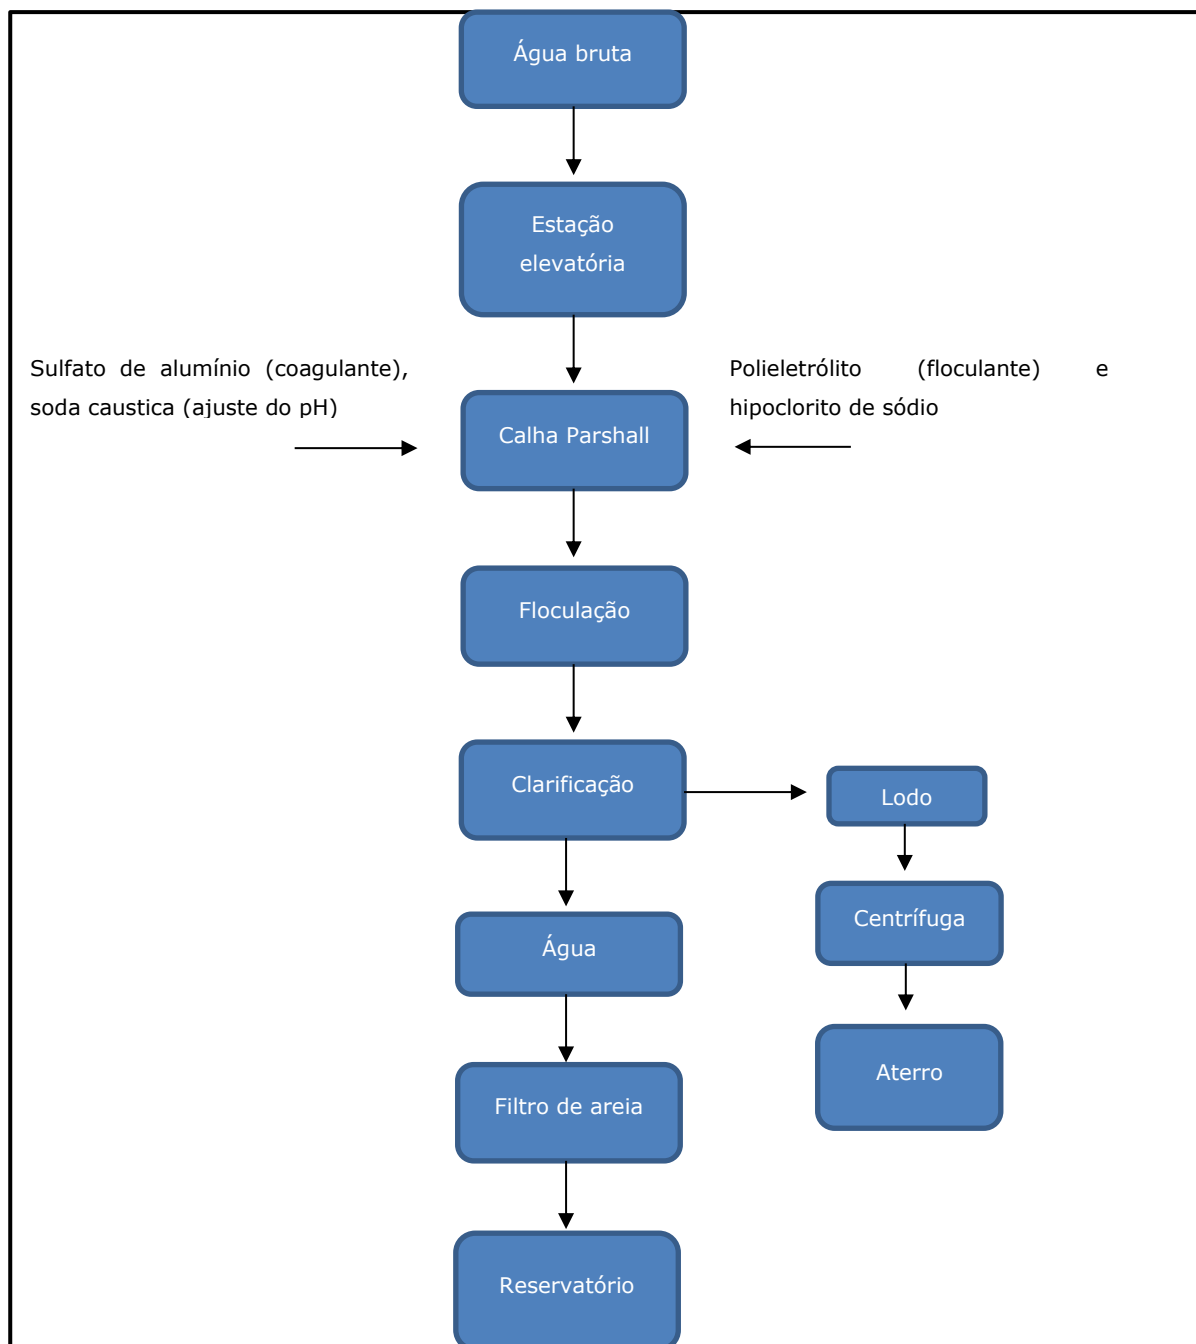 Água bruta
Estação
elevatória
Sulfato de alumínio (coagulante),
soda caustica (ajuste do pH)
Polieletrólito (floculante) e
hipoclorito de sódio
Calha Parshall
Floculação
Clarificação
Lodo
Centrífuga
Água
Aterro
Filtro de areia
Reservatório